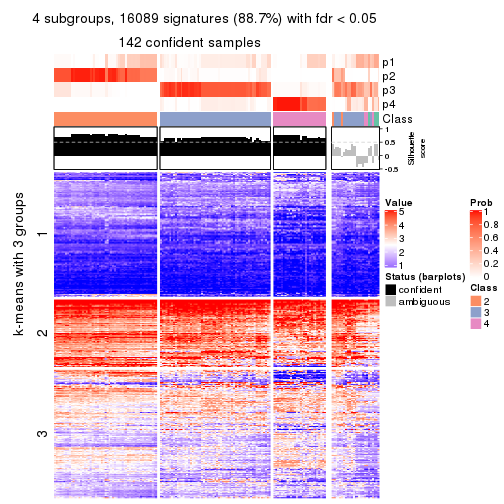 4 subgroups, 16089 signatures (88.7%) with fdr < 0.05
142 confident samples
p1
p2
p3
p4
Class
1
0.5
0
-0.5
Silhouette
score
k-means with 3 groups
1
2
3
Value
5
4
3
2
1
Status (barplots)
confident
ambiguous
Prob
1
0.8
0.6
0.4
0.2
0
Class
2
3
4